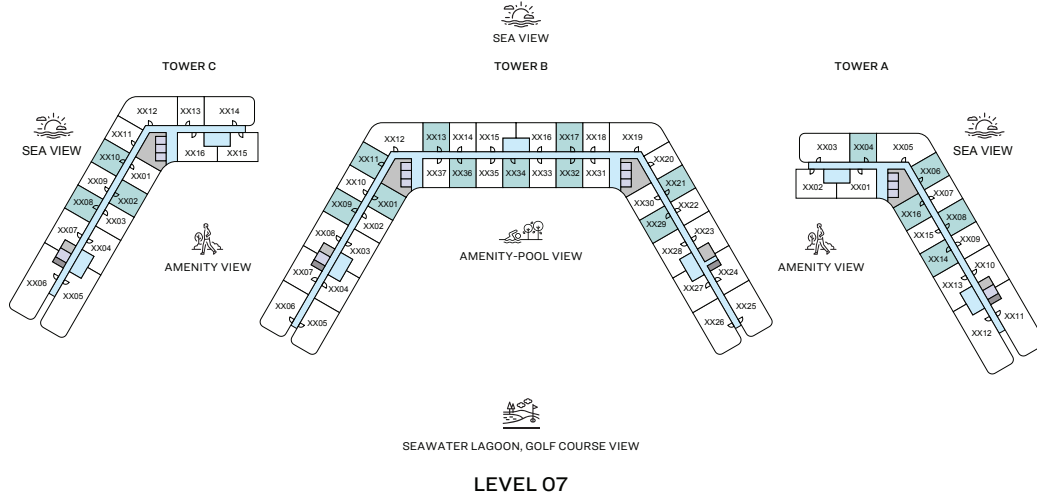 SEA VIEW
TOWER C
TOWER B
TOWER A
XX12 XX13 XX14
XX11
XX10
XX09
XX08
XX07
XX06
XX16 XX15
XX01
XX02
XX03
XX04
XX05
SEA VIEW
AMENITY VIEW
XX12 XX13 XX14 XX15 XX16 XX17 XX18 XX19
XX11
XX10
XX09
XX08
XX07
XX06
XX37 XX36 XX35 XX34 XX33 XX32 XX31
XX01
XX02
XX03
XX04
XX05
XX20
XX21
XX22
XX23
XX24
XX25
XX30
XX29
XX28
XX27
XX26
AMENITY-POOL VIEW
XX03 XX04 XX05
XX02 XX01
XX06
XX07
XX08
XX09
XX10
XX11
XX16
XX15
XX14
XX13
XX12
SEA VIEW
AMENITY VIEW
SEAWATER LAGOON, GOLF COURSE VIEW
LEVEL 07